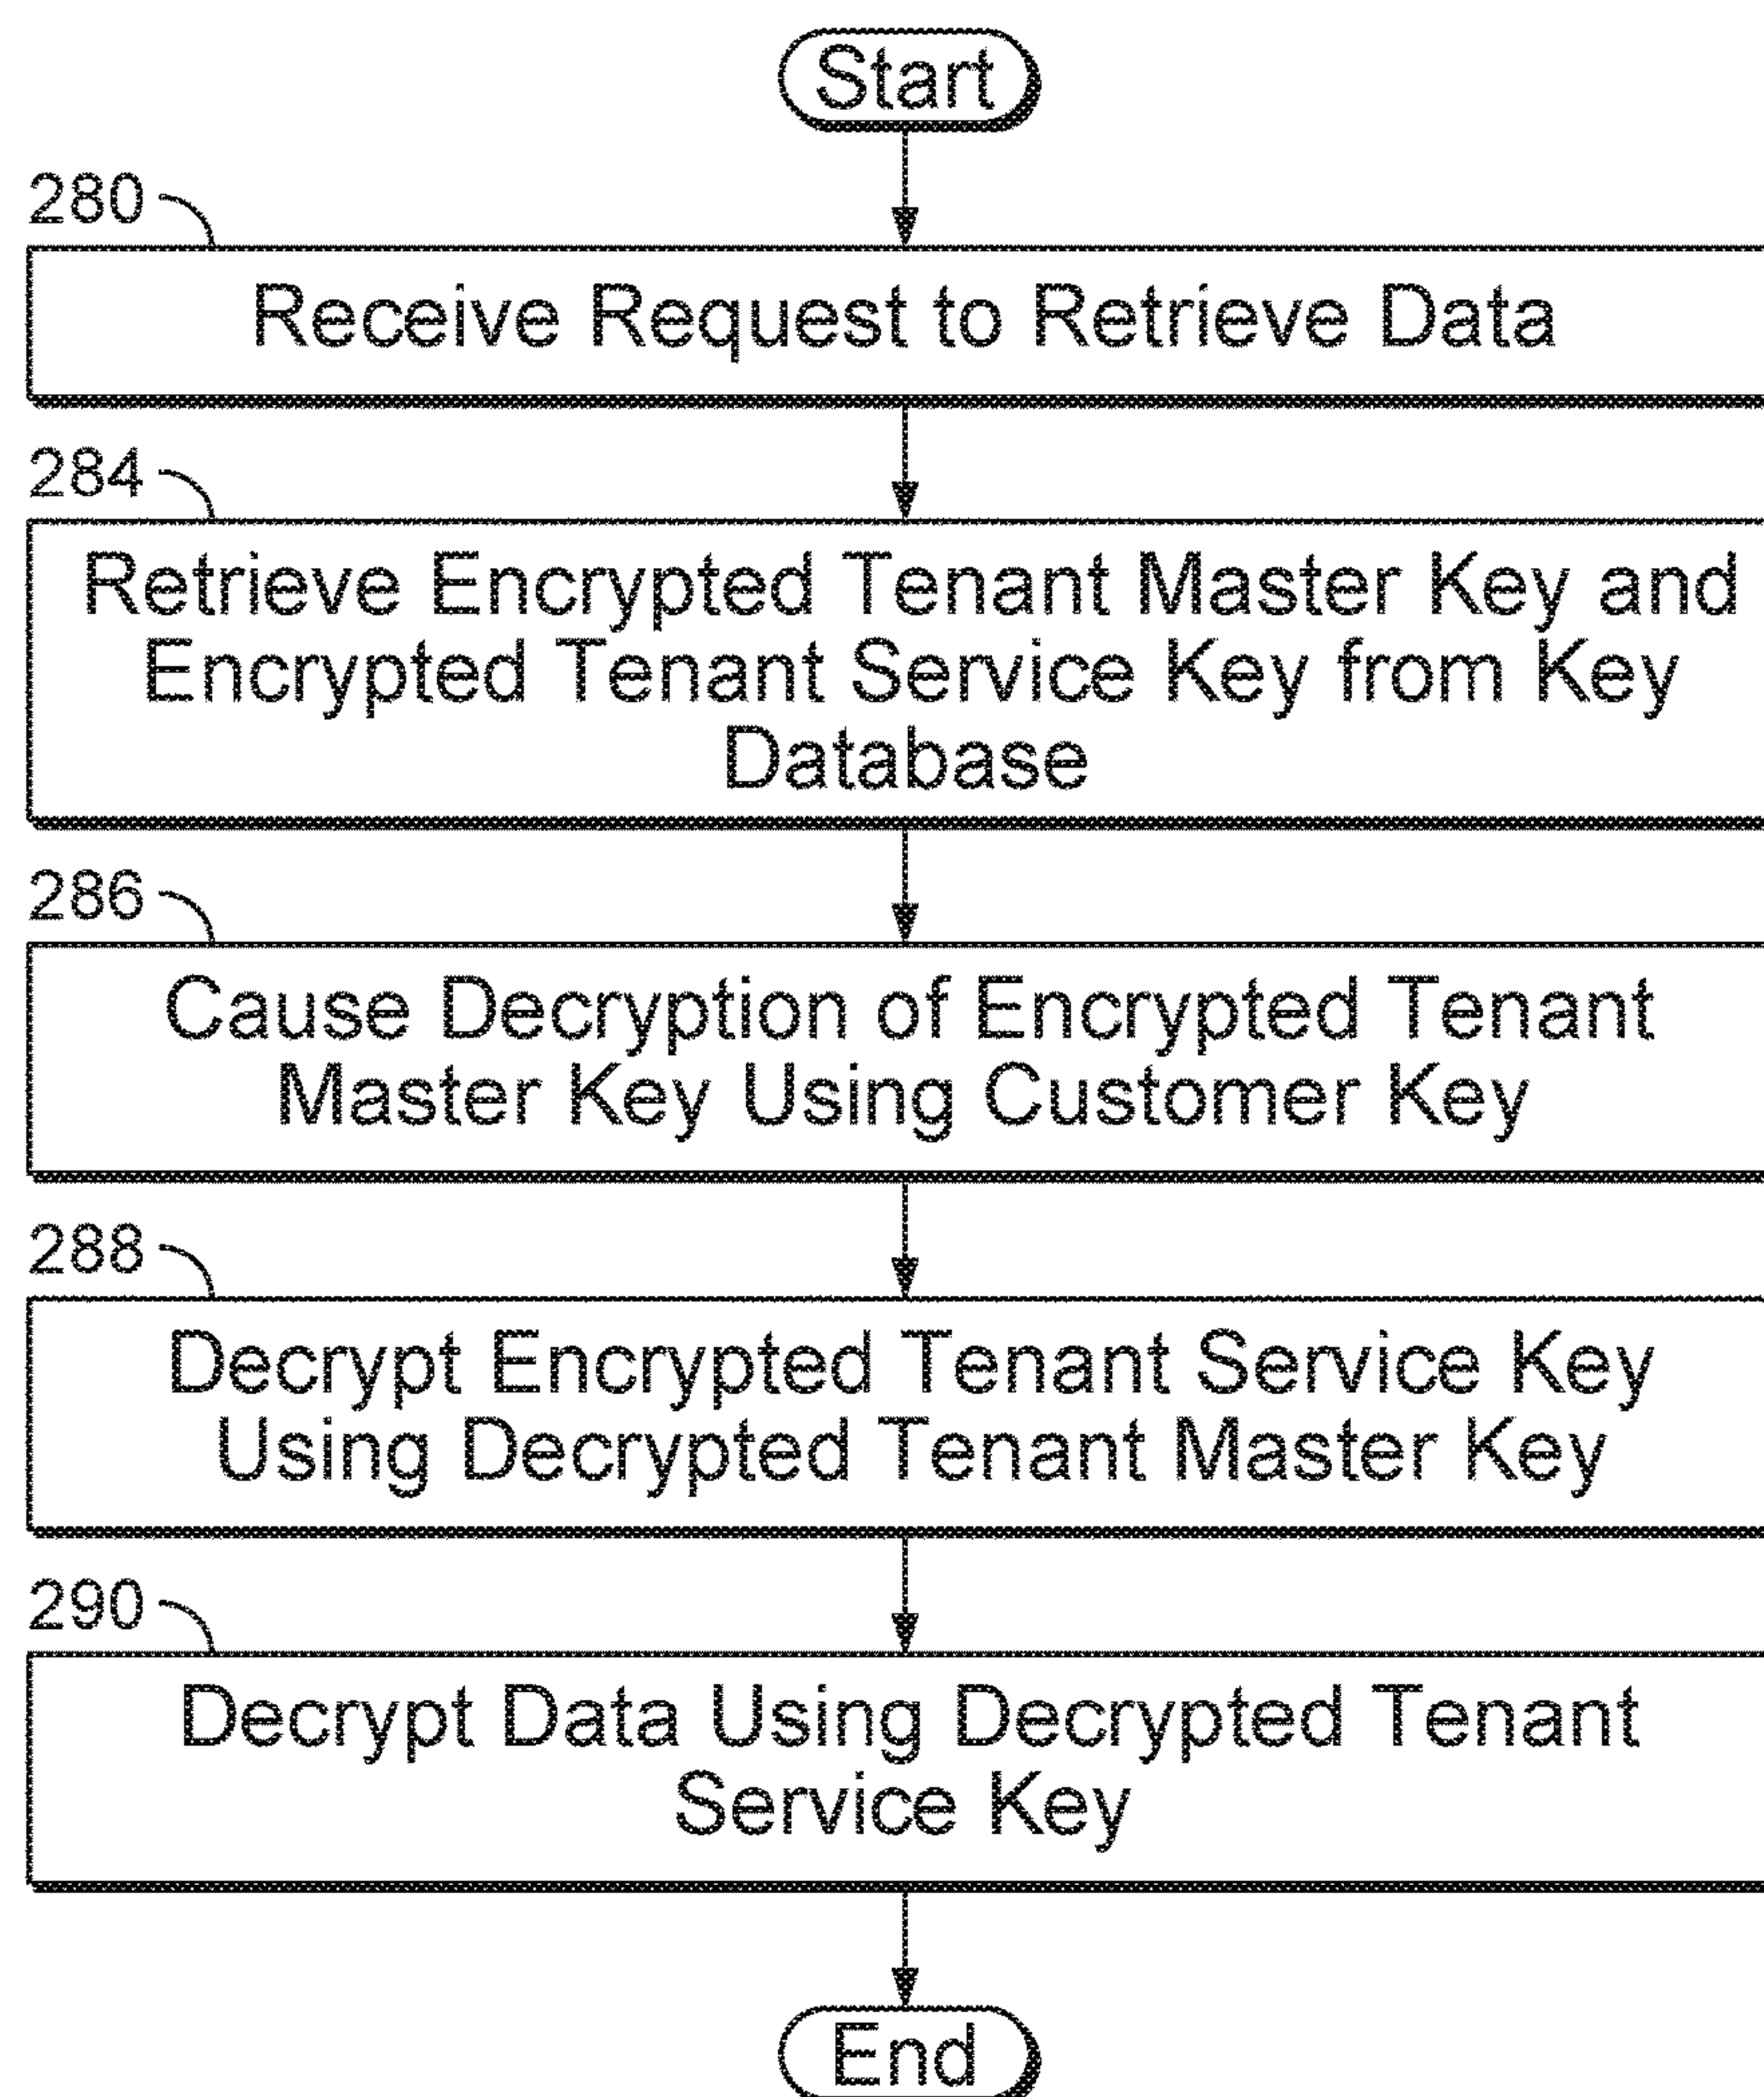 Start
280
Receive Request to Retrieve Data
284
Retrieve Encrypted Tenant Master Key and
Encrypted Tenant Service Key from Key
Database
286
Cause Decryption of Encrypted Tenant
Master Key Using Customer Key
288
Decrypt Encrypted Tenant Service Key
Using Decrypted Tenant Master Key
290
Decrypt Data Using Decrypted Tenant
Service Key
End